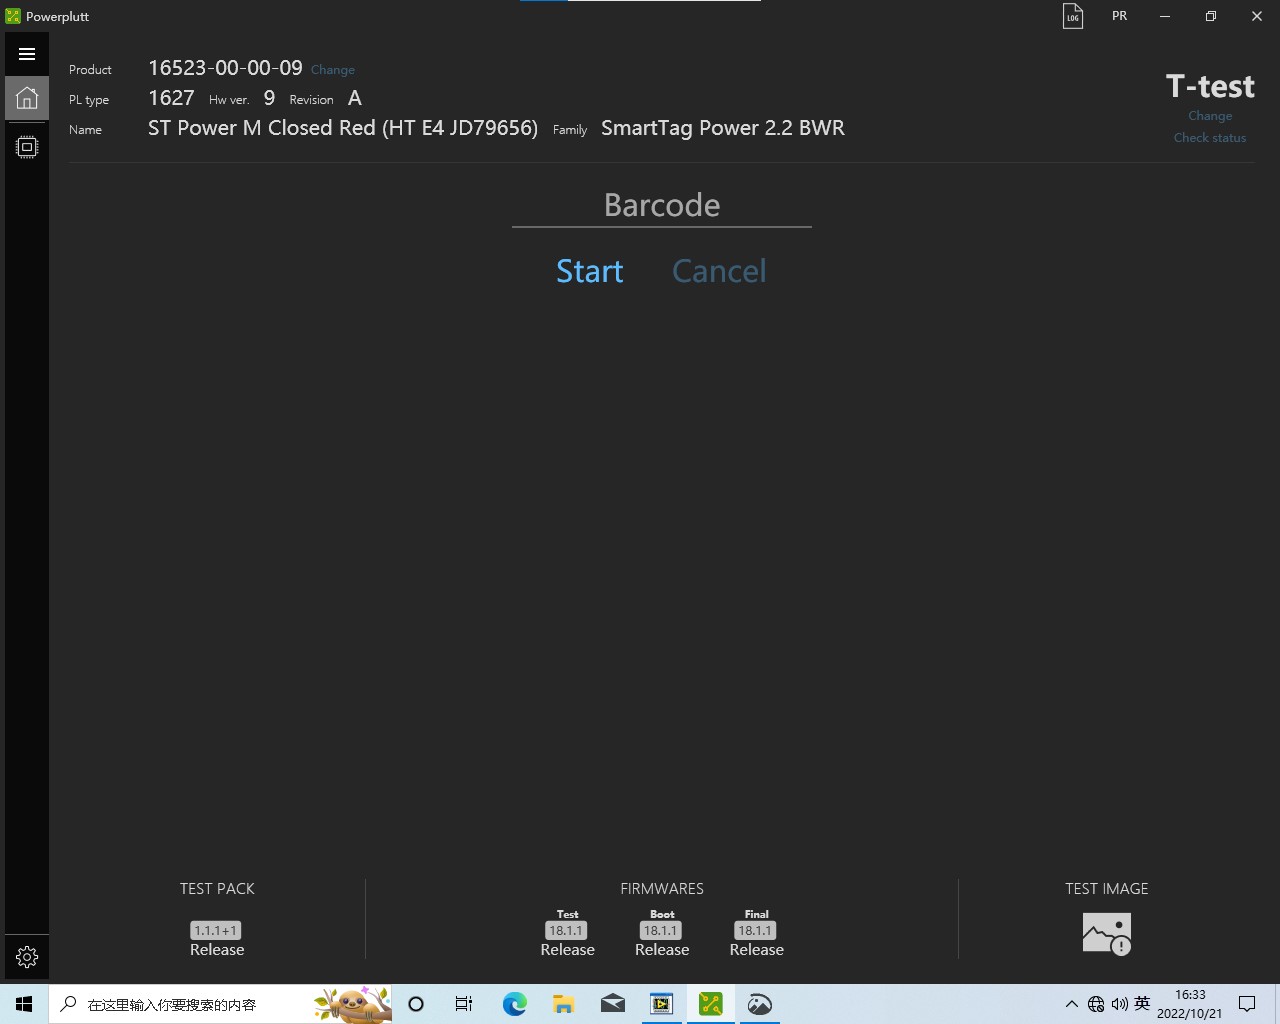 Powerplutt
LOG
PR
Product 16523-00-00-09 Change
PL type 1627 Hw ver. 9 Revision A
Name ST Power M Closed Red (HT E4 JD79656) Family SmartTag Power 2.2 BWR
T-test
Change
Check status
Barcode
Start Cancel
TEST PACK
1.1.1+1
Release
FIRMWARES
Test Boot Final
18.1.1 18.1.1 18.1.1
Release Release Release
TEST IMAGE
在这里输入你要搜索的内容
英
16:33
2022/10/21